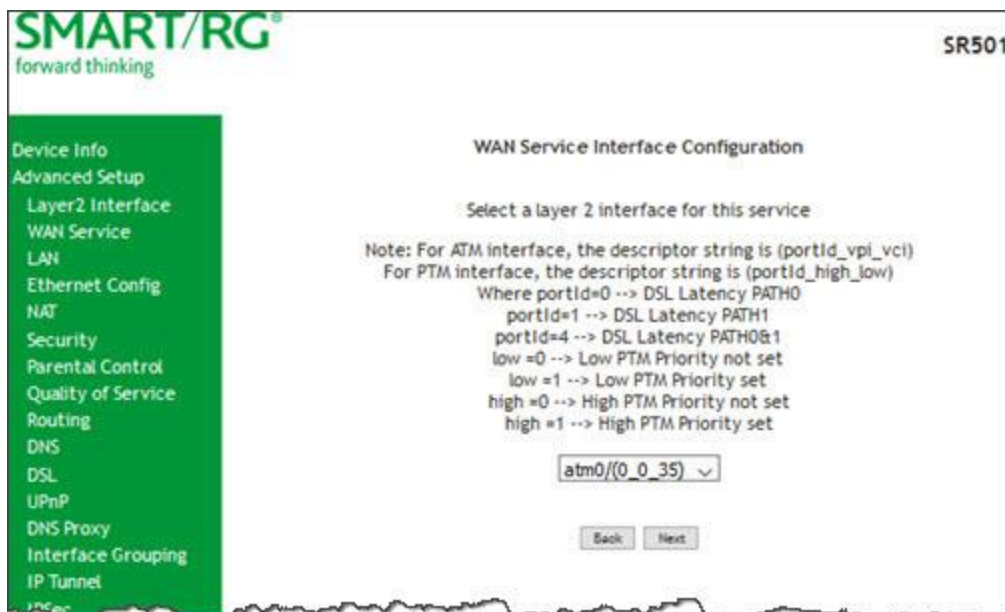 SMART/RG®
forward thinking
SR501
Device Info
Advanced Setup
Layer2 Interface
WAN Service
LAN
Ethernet Config
NAT
Security
Parental Control
Quality of Service
Routing
DNS
DSL
UPnP
DNS Proxy
Interface Grouping
IP Tunnel
IPSec
WAN Service Interface Configuration
Select a layer 2 interface for this service
Note: For ATM interface, the descriptor string is (portId_vpi_vci)
For PTM interface, the descriptor string is (portId_high_low)
Where portId=0 --> DSL Latency PATH0
portId=1 --> DSL Latency PATH1
portId=4 --> DSL Latency PATH0&1
low =0 --> Low PTM Priority not set
low =1 --> Low PTM Priority set
high =0 --> High PTM Priority not set
high =1 --> High PTM Priority set
atm0/(0_0_35)
Back Next